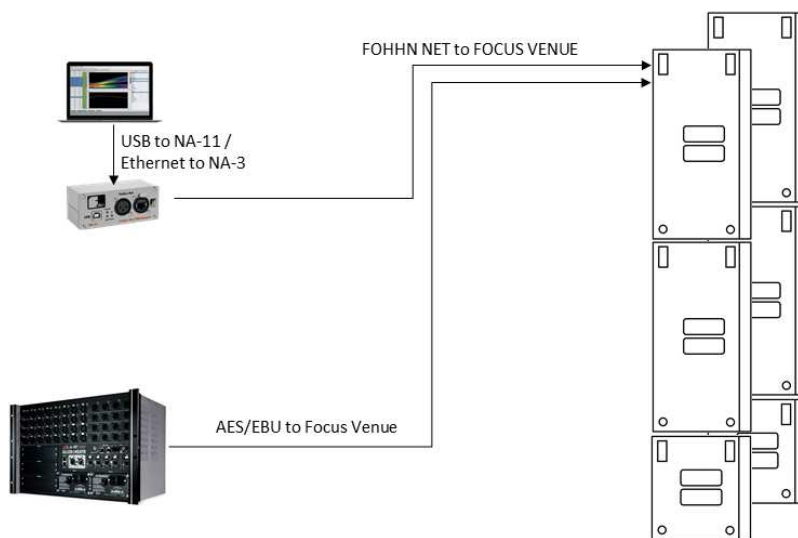 FOHHN NET to FOCUS VENUE
USB to NA-11 /
Ethernet to NA-3
AES/EBU to Focus Venue